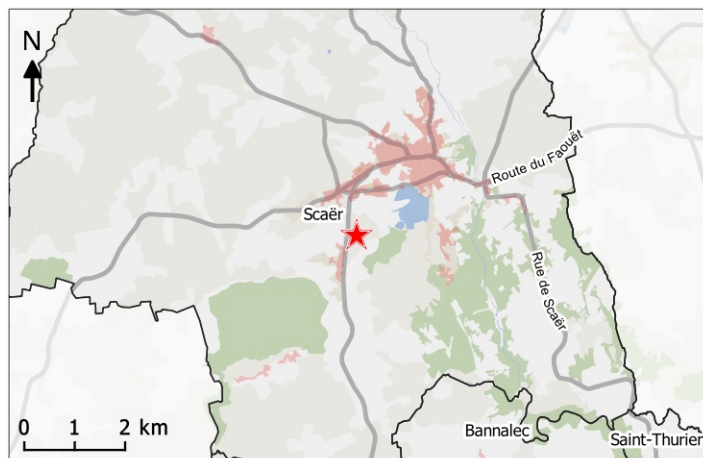 N
Route du Faouët
Scaër
Rue de Scaër
Bannalec
Saint-Thurien
0 1 2 km